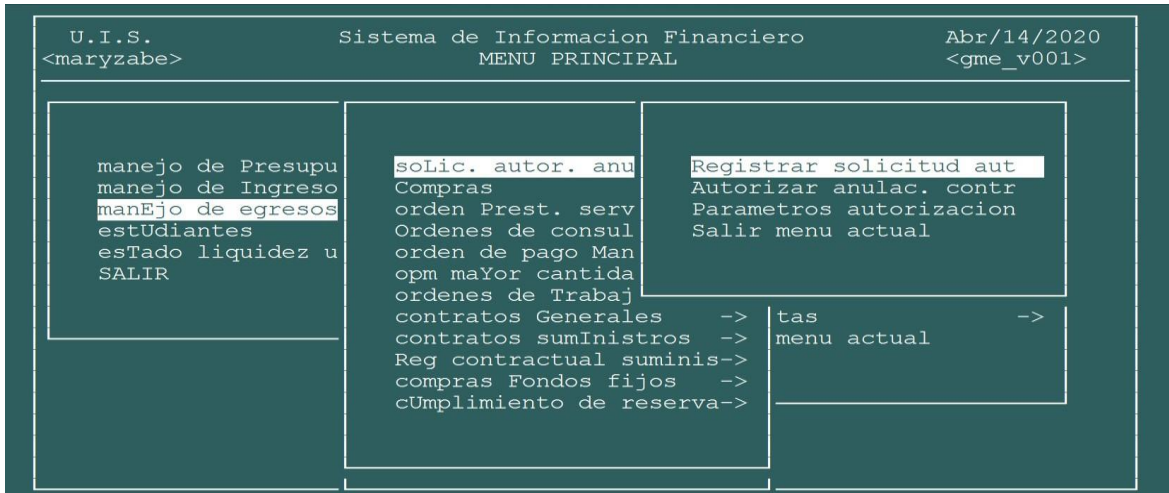 U.I.S. Sistema de Informacion Financiero Abr/14/2020
<maryzabe> MENU PRINCIPAL <gme_v001>
manejo de Presupu
manejo de Ingreso
manEjo de egresos
estUdiantes
esTado liquidez u
SALIR
soLic. autor. anu
Compras
orden Prest. serv
Ordenes de consul
orden de pago Man
opm maYor cantida
ordenes de Trabaj
contratos Generales ->
contratos sumInistros ->
Reg contractual suminis->
compras Fondos fijos ->
cUmplimiento de reserva->
Registrar solicitud aut
Autorizar anulac. contr
Parametros autorizacion
Salir menu actual
tas ->
menu actual